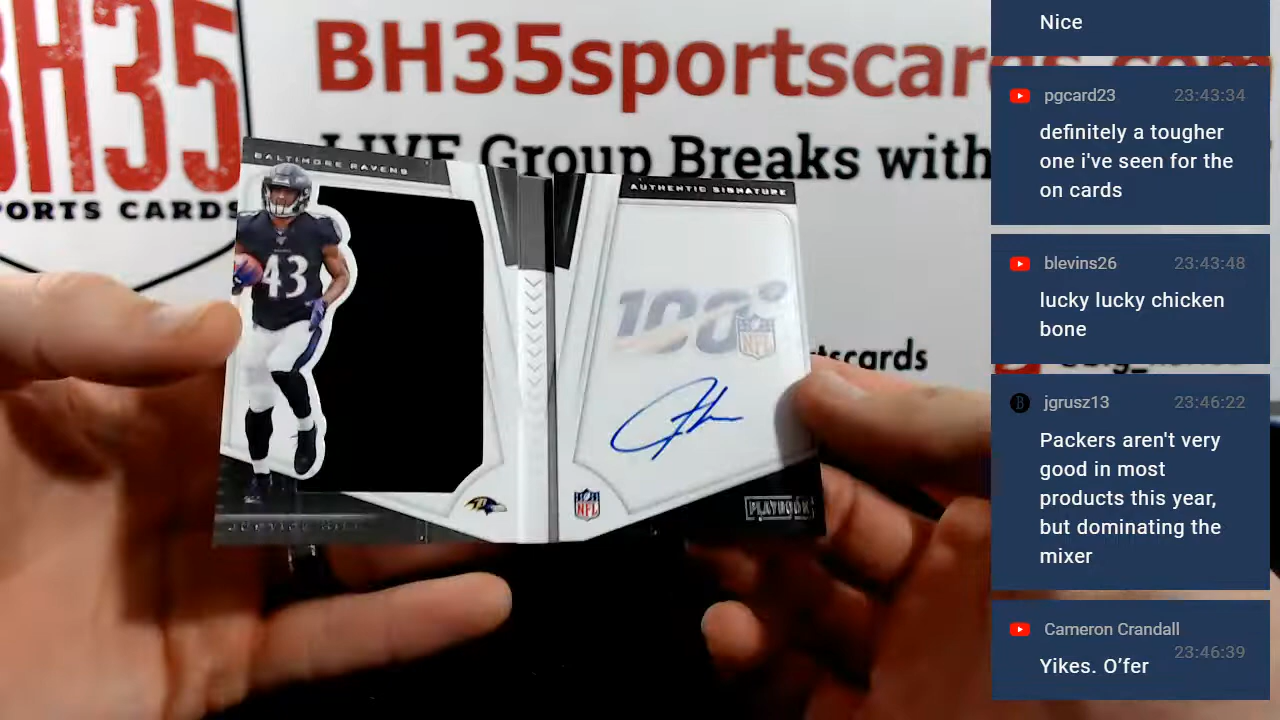 BH35
SPORTS CARDS
BH35sportscards.com
LIVE Group Breaks with
BALTIMORE RAVENS
43
AUTHENTIC SIGNATURE
100
NFL
NFL
PLAYBOOK
Nice
pgcard23 23:43:34
definitely a tougher
one i've seen for the
on cards
blevins26 23:43:48
lucky lucky chicken
bone
jgrusz13 23:46:22
Packers aren't very
good in most
products this year,
but dominating the
mixer
Cameron Crandall
23:46:39
Yikes. O'fer